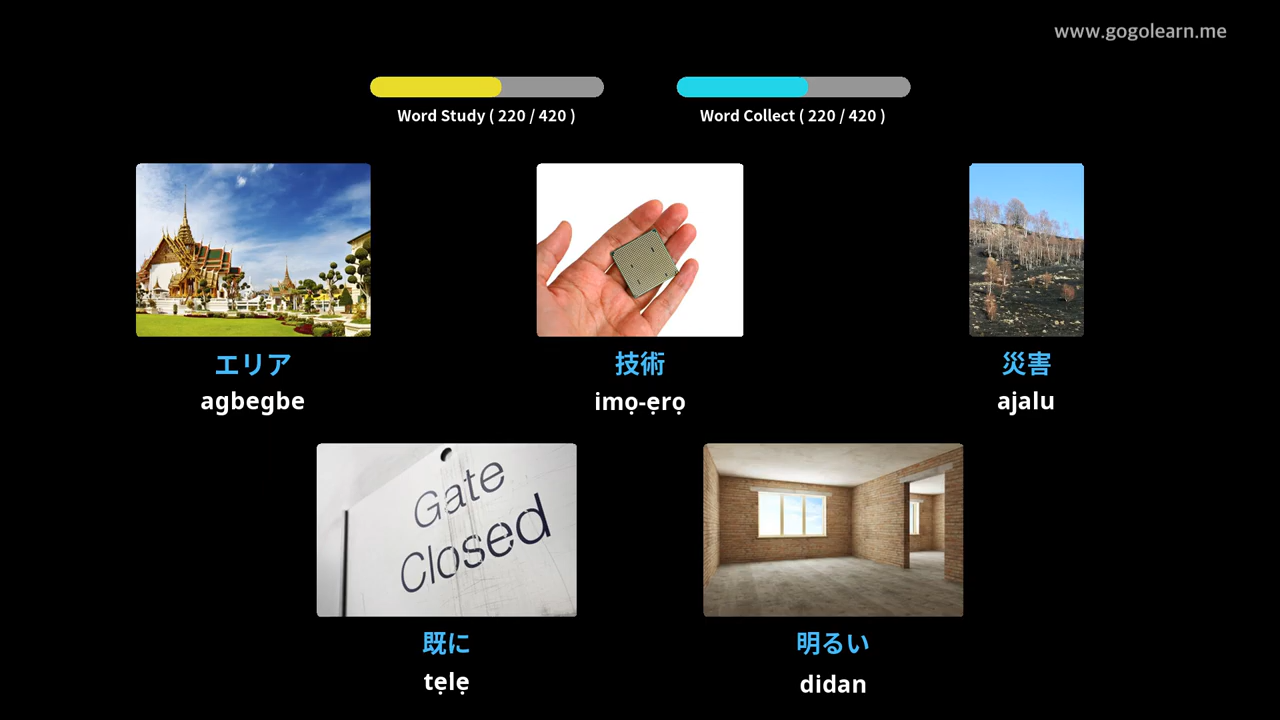 www.gogolearn.me
Word Study ( 220 / 420 )
Word Collect ( 220 / 420 )
エリア
agbegbe
技術
imọ-ẹrọ
災害
ajalu
Gate
Closed
既に
tẹlẹ
明るい
didan